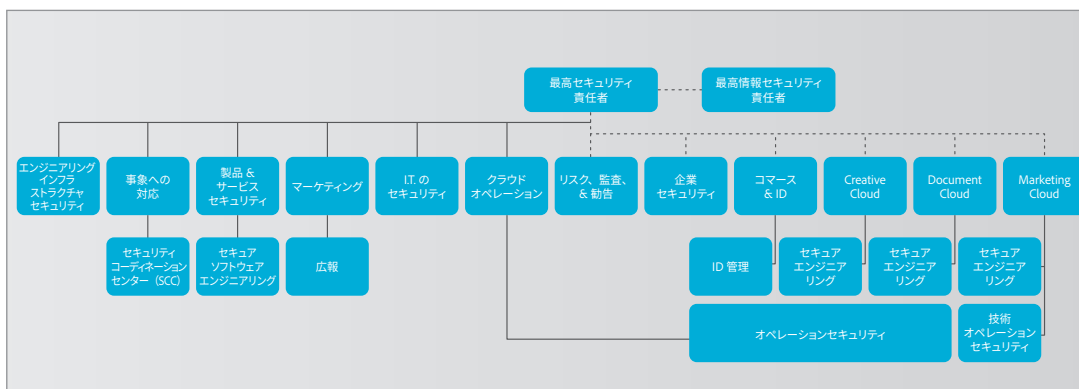 最高セキュリティ
責任者
最高情報セキュリティ
責任者
エンジニアリング
インフラ
ストラクチャ
セキュリティ
事象への
対応
製品 &
サービス
セキュリティ
マーケティング
I.T. の
セキュリティ
クラウド
オペレーション
リスク、監査、
& 勧告
企業
セキュリティ
コマース
& ID
Creative
Cloud
Document
Cloud
Marketing
Cloud
セキュリティ
コーディネーション
センター（SCC）
セキュア
ソフトウェア
エンジニアリング
広報
ID 管理
セキュア
エンジニア
リング
セキュア
エンジニア
リング
セキュア
エンジニア
リング
オペレーションセキュリティ
技術
オペレーション
セキュリティ